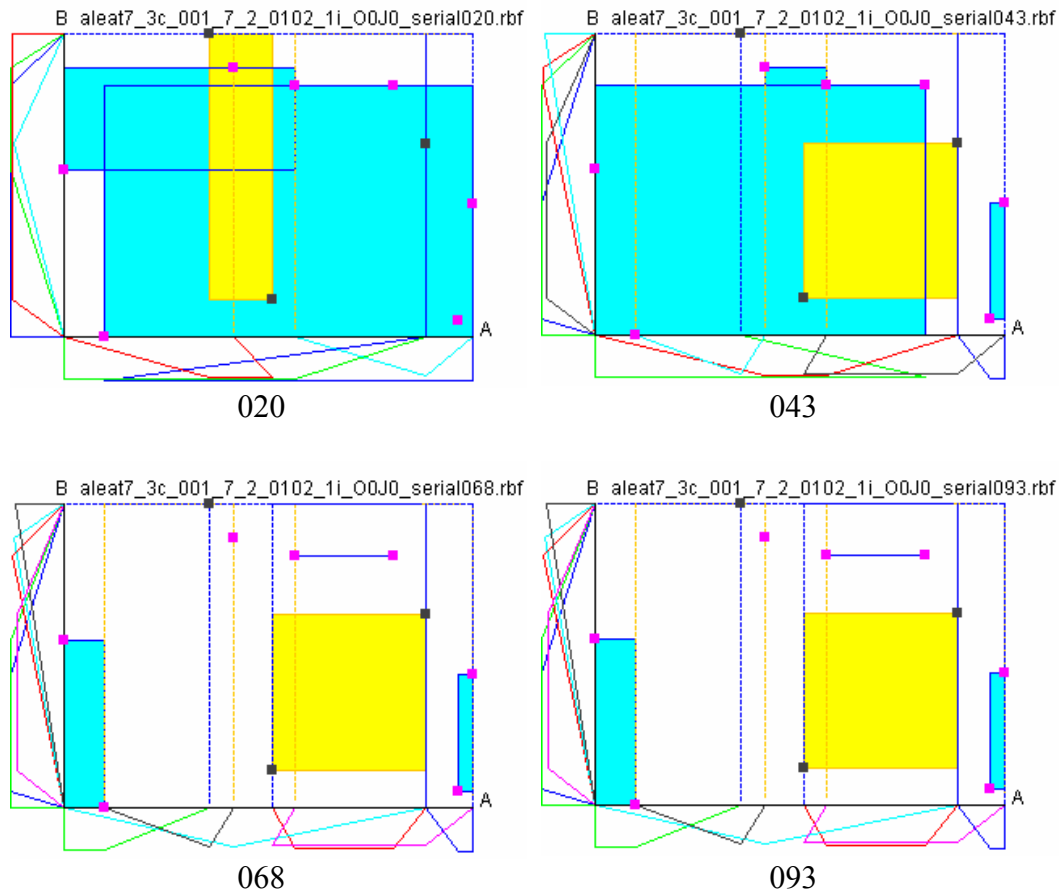 B aleat7_3c_001_7_2_0102_1i_O0J0_serial020.rbf
A
020
B aleat7_3c_001_7_2_0102_1i_O0J0_serial043.rbf
A
043
B aleat7_3c_001_7_2_0102_1i_O0J0_serial068.rbf
A
068
B aleat7_3c_001_7_2_0102_1i_O0J0_serial093.rbf
A
093